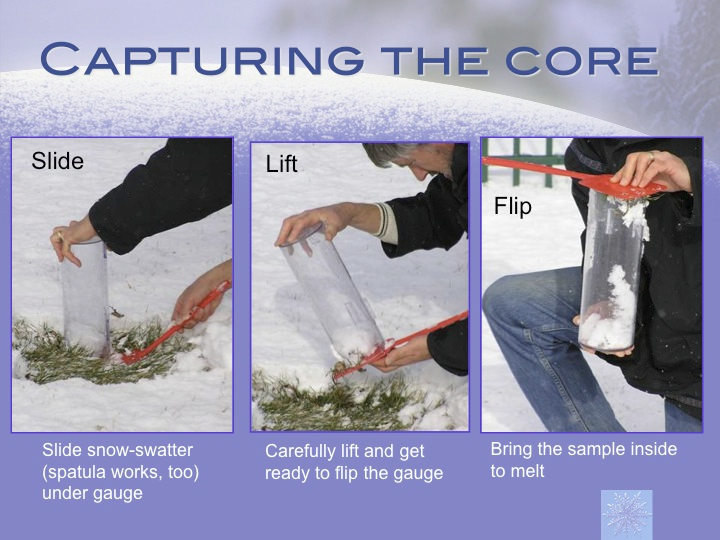 CAPTURING THE CORE
Slide
Lift
Flip
Slide snow-swatter
(spatula works, too)
under gauge
Carefully lift and get
ready to flip the gauge
Bring the sample inside
to melt